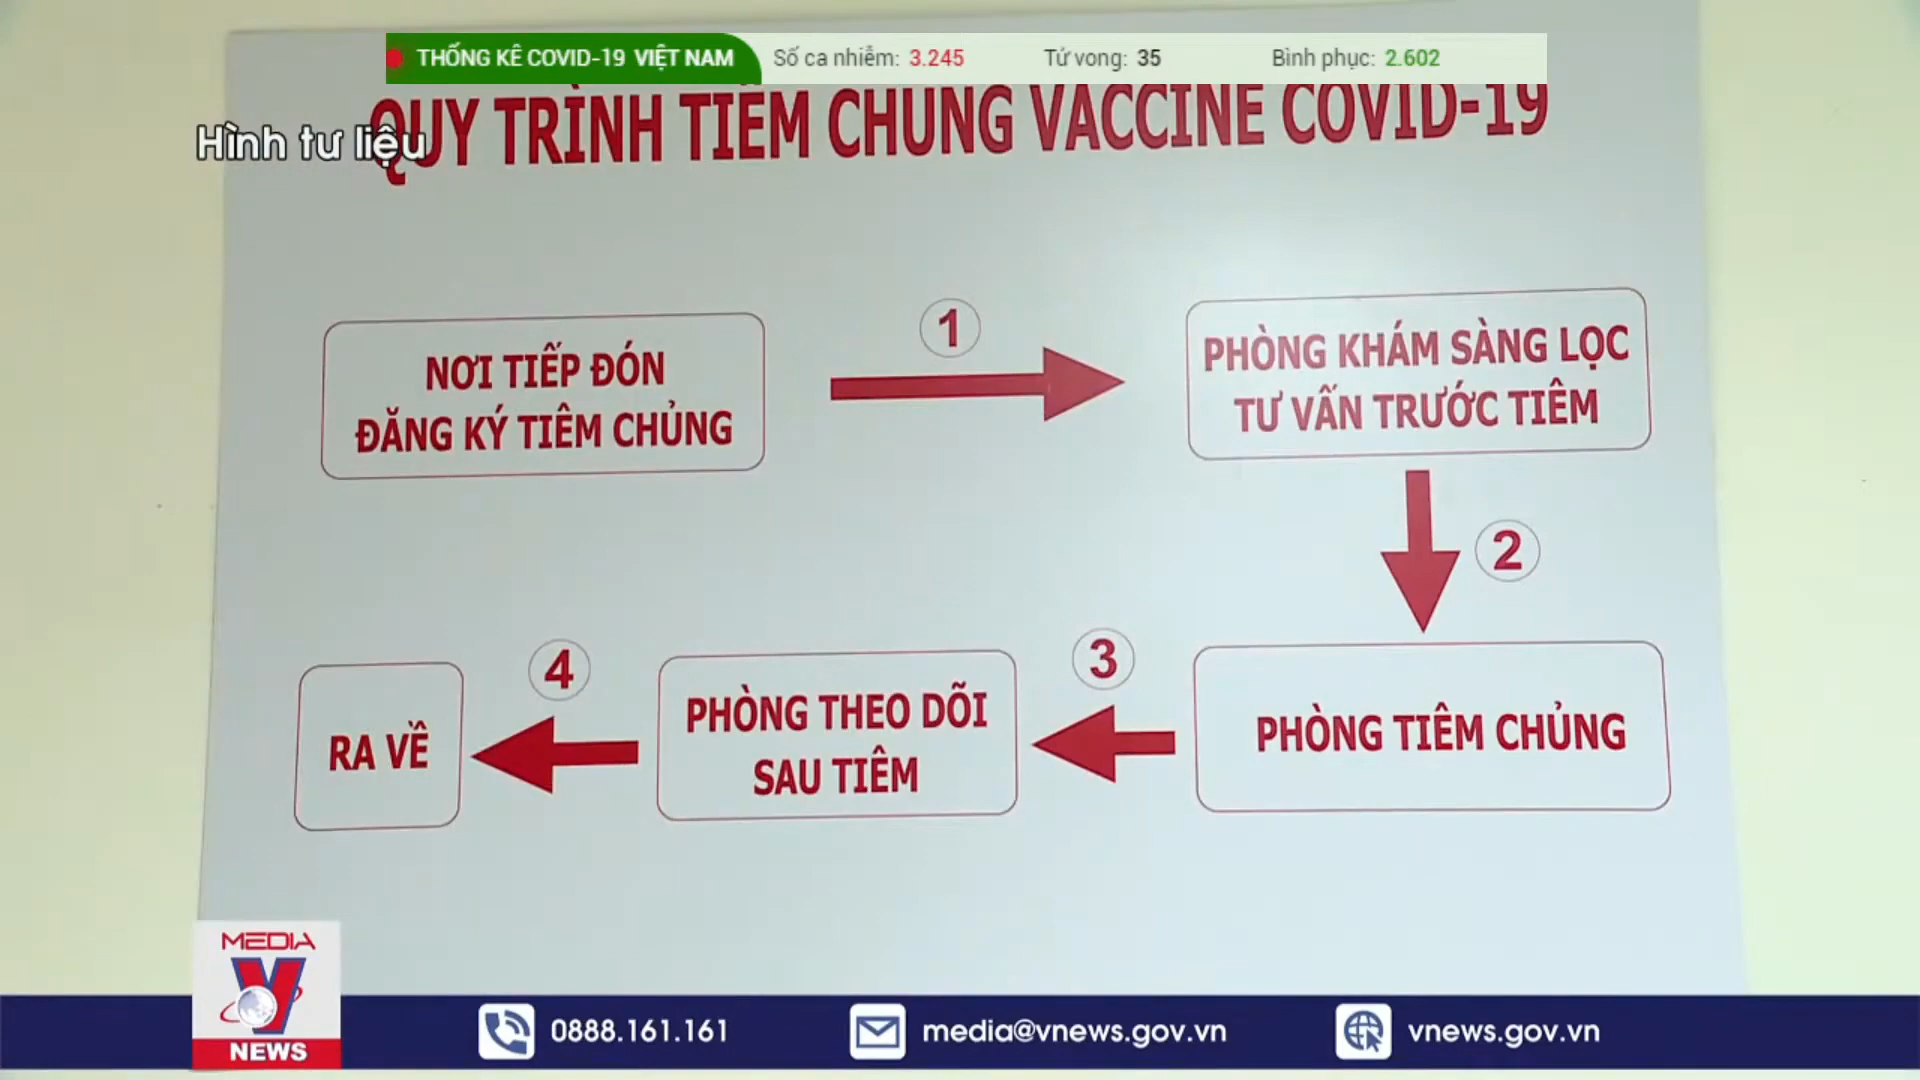 THỐNG KÊ COVID-19 VIỆT NAM Số ca nhiễm: 3.245 Tử vong: 35 Bình phục: 2.602
QUY TRÌNH TIÊM CHỦNG VACCINE COVID-19
Hình tư liệu
NƠI TIẾP ĐÓN
ĐĂNG KÝ TIÊM CHỦNG
1
PHÒNG KHÁM SÀNG LỌC
TƯ VẤN TRƯỚC TIÊM
2
PHÒNG TIÊM CHỦNG
3
PHÒNG THEO DÕI
SAU TIÊM
4
RA VỀ
MEDIA
V
NEWS
0888.161.161 media@vnews.gov.vn vnews.gov.vn